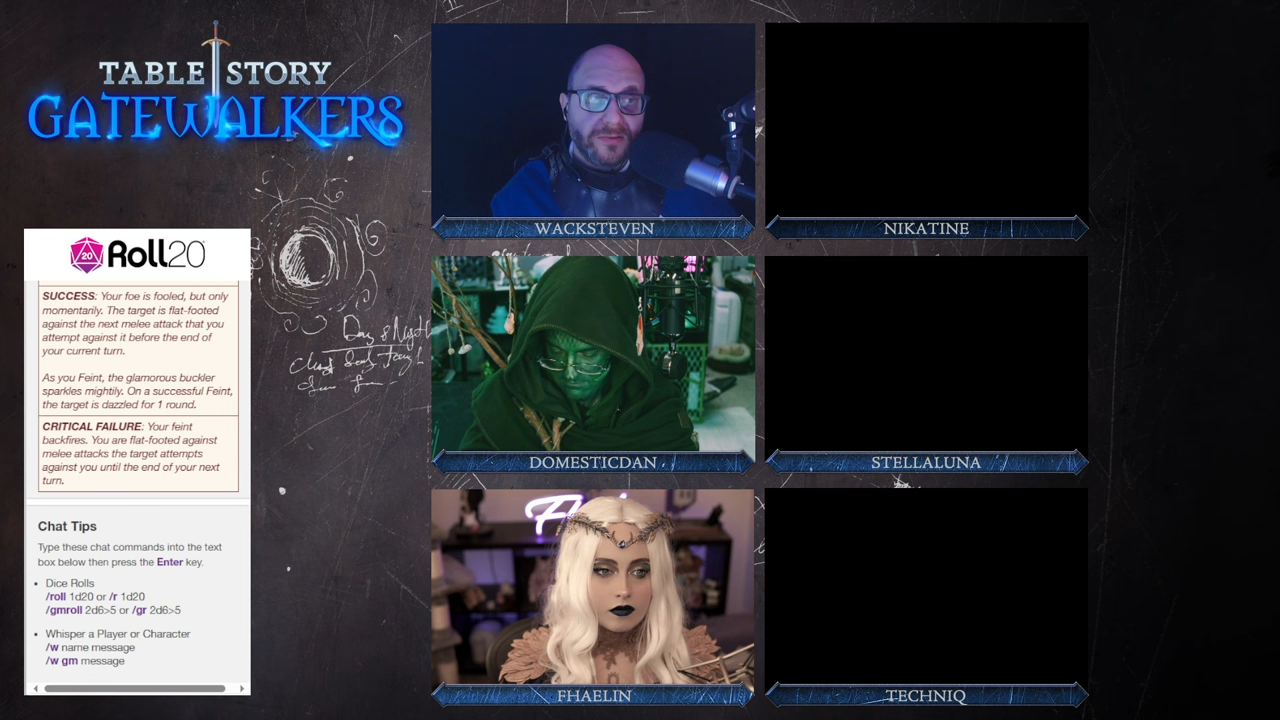 TABLE STORY
GATEWALKERS
Roll20
SUCCESS: Your foe is fooled, but only
momentarily. The target is flat-footed
against the next melee attack that you
attempt against it before the end of
your current turn.
As you Feint, the glamorous buckler
sparkles mightily. On a successful Feint,
the target is dazzled for 1 round.
CRITICAL FAILURE: Your feint
backfires. You are flat-footed against
melee attacks the target attempts
against you until the end of your next
turn.
Chat Tips
Type these chat commands into the text
box below then press the Enter key.
• Dice Rolls
/roll 1d20 or /r 1d20
/gmroll 2d6>5 or /gr 2d6>5
• Whisper a Player or Character
/w name message
/w gm message
Day & Night
WACKSTEVEN
NIKATINE
DOMESTICDAN
STELLALUNA
FHAELIN
TECHNIQ